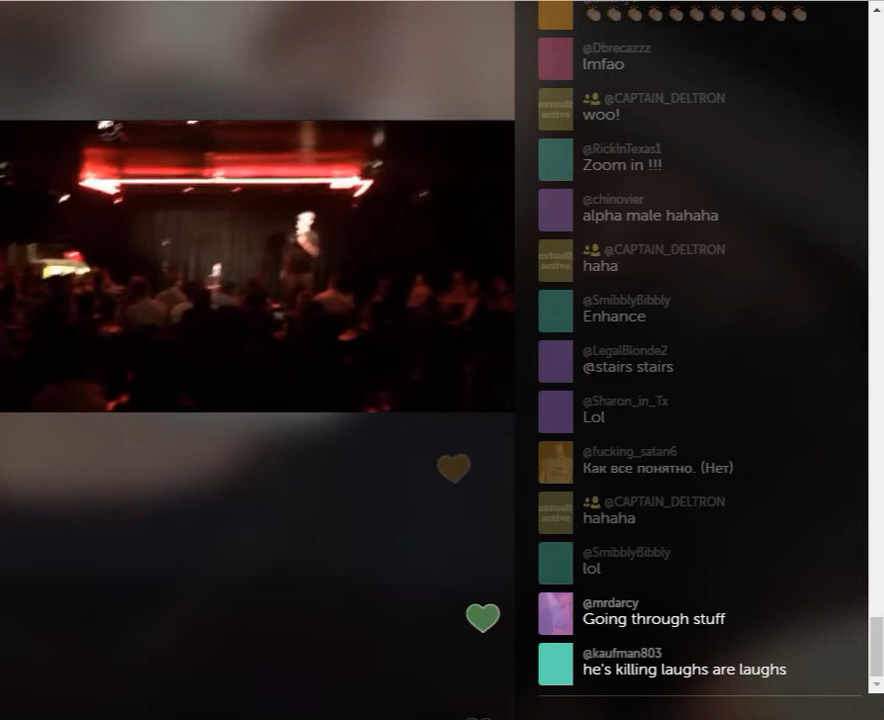 @Dbrecazzz
lmfao
@CAPTAIN_DELTRON
woo!
@RickInTexas1
Zoom in !!!
@chinovier
alpha male hahaha
@CAPTAIN_DELTRON
haha
@SmibblyBibbly
Enhance
@LegalBlonde2
@stairs stairs
@Sharon_in_Tx
Lol
@fucking_satan6
Как все понятно. (Нет)
@CAPTAIN_DELTRON
hahaha
@SmibblyBibbly
lol
@mrdarcy
Going through stuff
@kaufman803
he's killing laughs are laughs